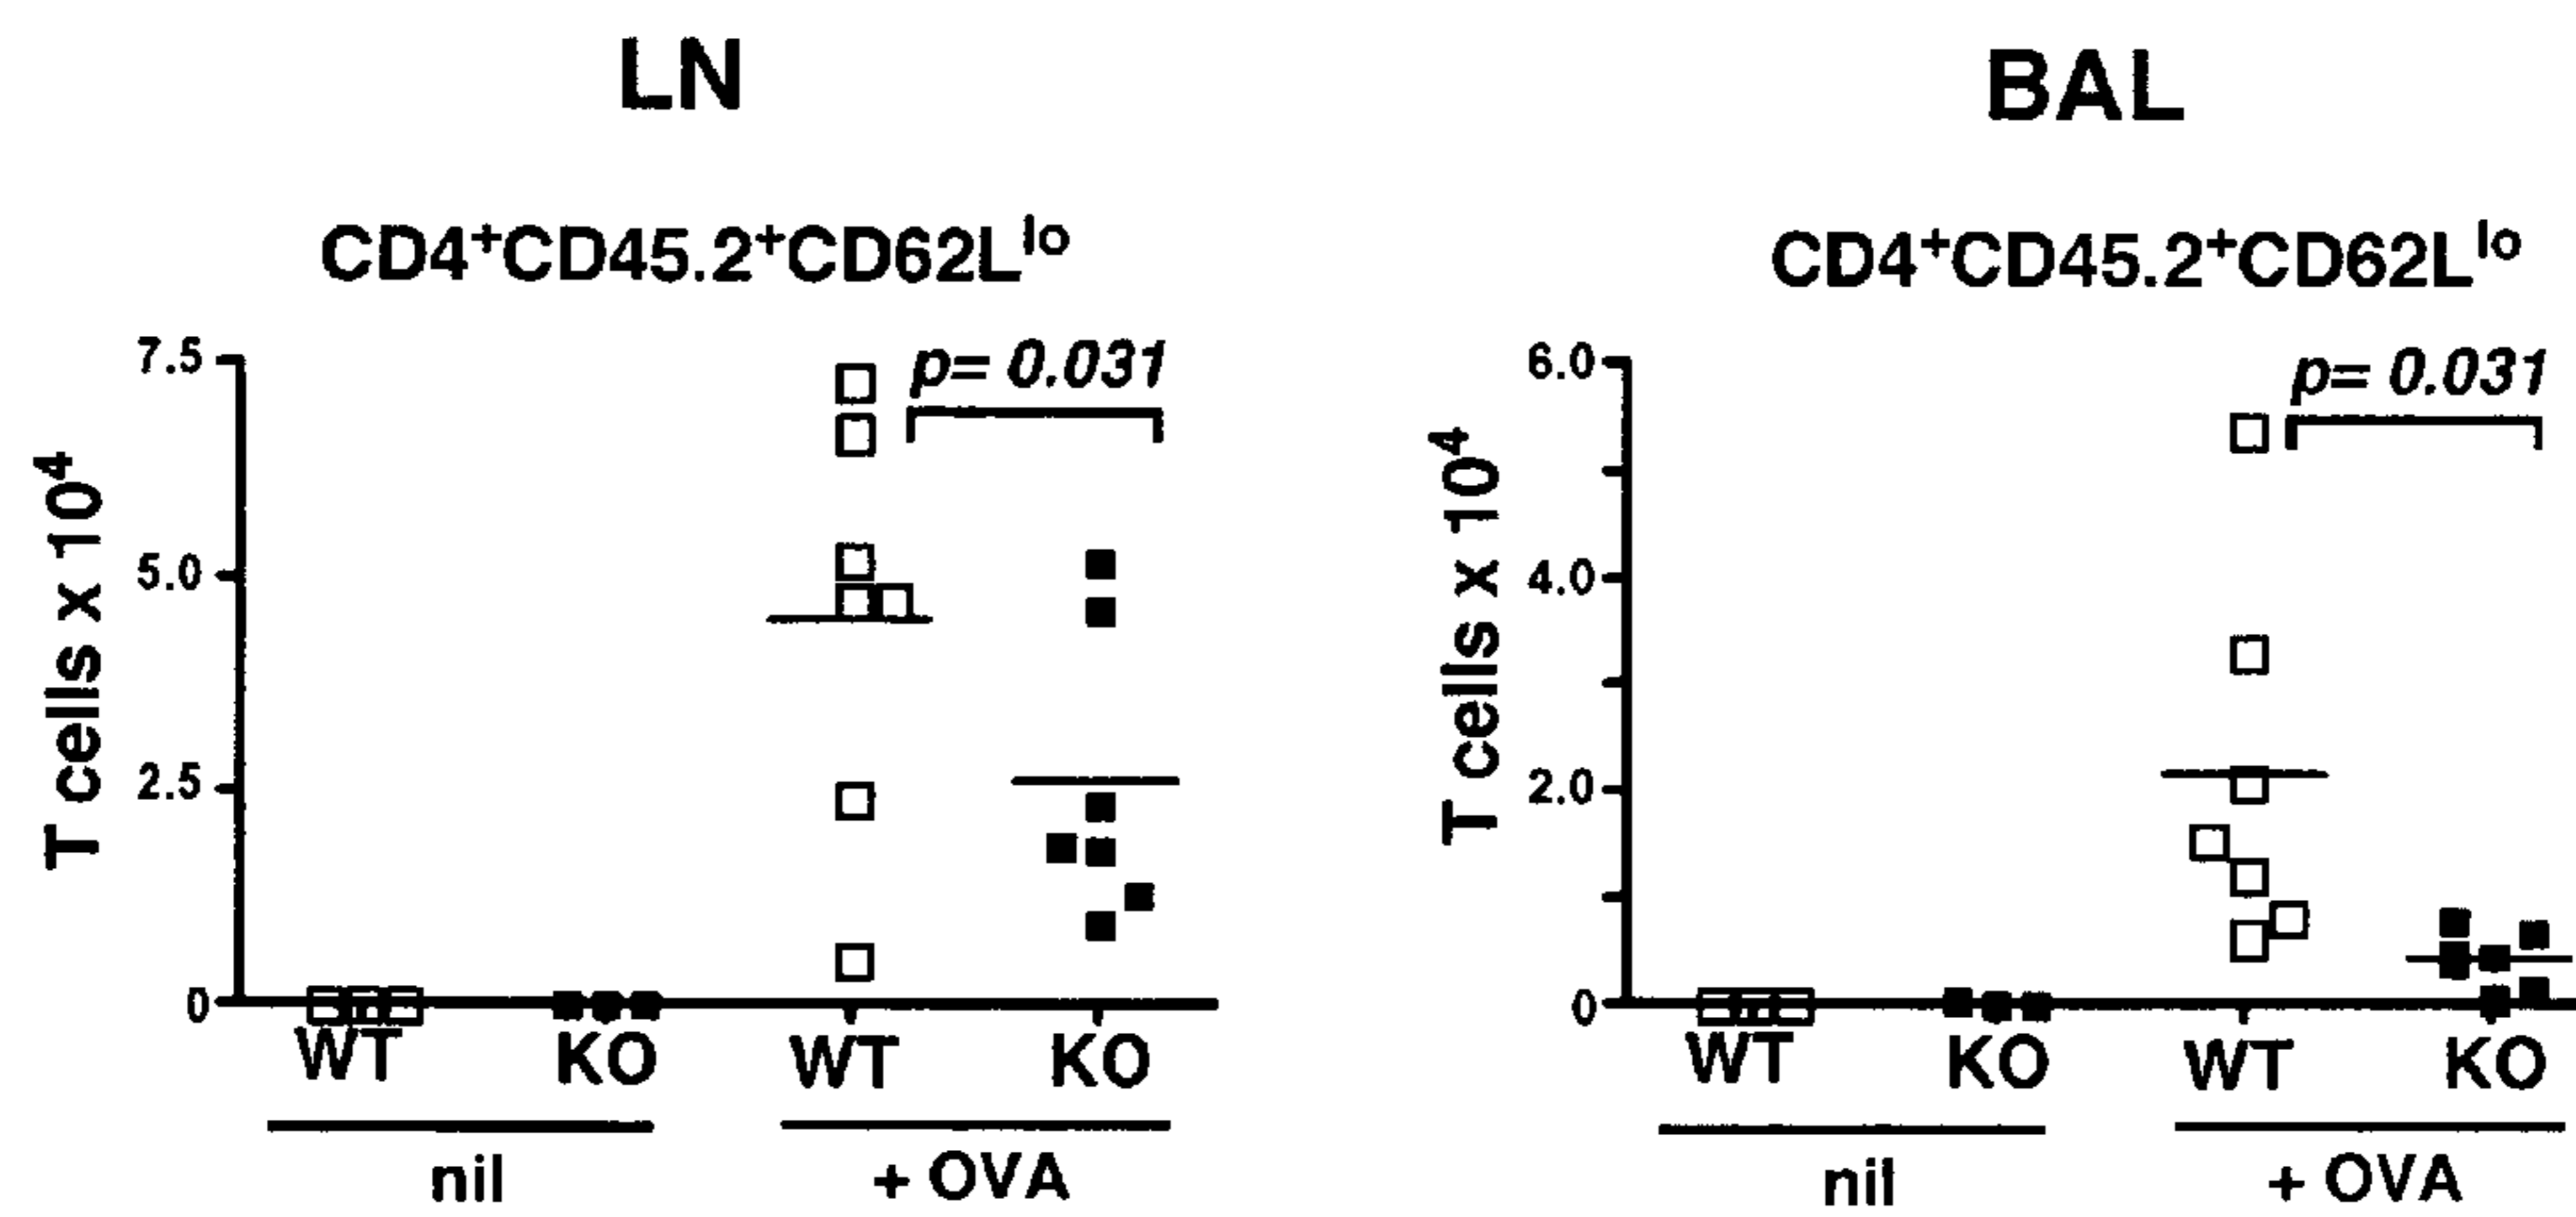 LN
CD4⁺CD45.2⁺CD62Lˡᵒ
T cells x 10⁴
7.5
5.0
2.5
0
p= 0.031
WT KO WT KO
nil + OVA
BAL
CD4⁺CD45.2⁺CD62Lˡᵒ
T cells x 10⁴
6.0
4.0
2.0
0
p= 0.031
WT KO WT KO
nil + OVA